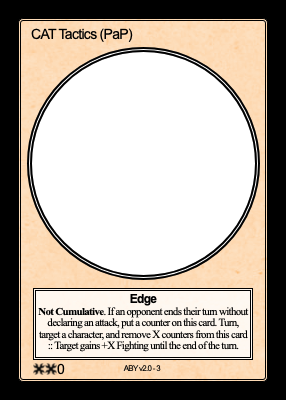 CAT Tactics (PaP)
Edge
Not Cumulative. If an opponent ends their turn without
declaring an attack, put a counter on this card. Turn,
target a character, and remove X counters from this card
:: Target gains +X Fighting until the end of the turn.
0
ABY v2.0 - 3